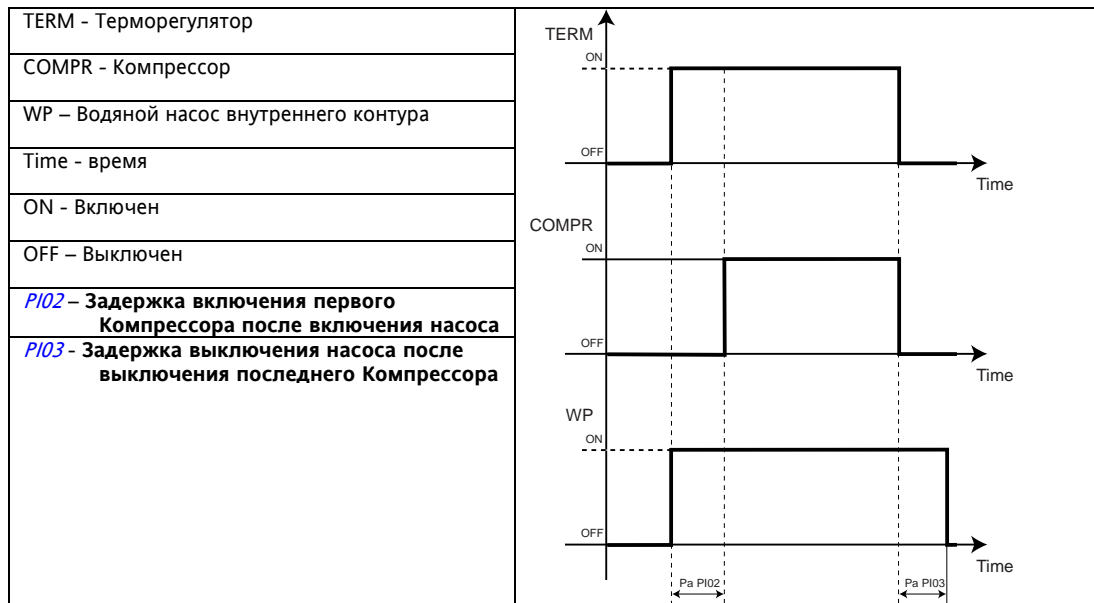 TERM - Терморегулятор
COMPR - Компрессор
WP – Водяной насос внутреннего контура
Time - время
ON - Включен
OFF – Выключен
PI02 – Задержка включения первого
Компрессора после включения насоса
PI03 - Задержка выключения насоса после
выключения последнего Компрессора
TERM
ON
OFF
Time
COMPR
ON
OFF
Time
WP
ON
OFF
Time
Pa PI02
Pa PI03